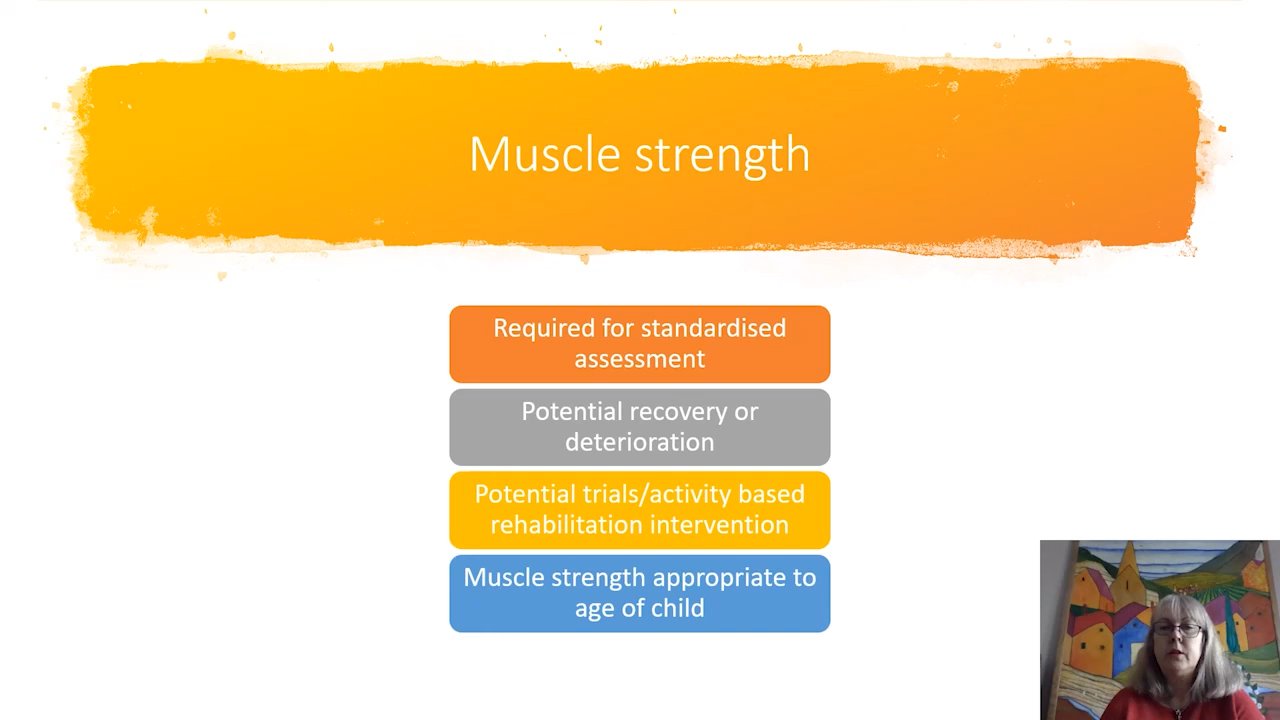 Muscle strength
Required for standardised
assessment
Potential recovery or
deterioration
Potential trials/activity based
rehabilitation intervention
Muscle strength appropriate to
age of child